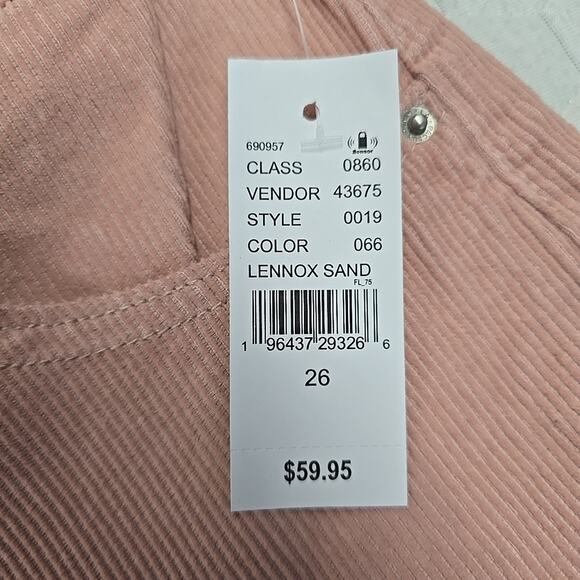 690957
Sensor
CLASS 0860
VENDOR 43675
STYLE 0019
COLOR 066
LENNOX SAND
FL_75
1 96437 29326 6
26
$59.95